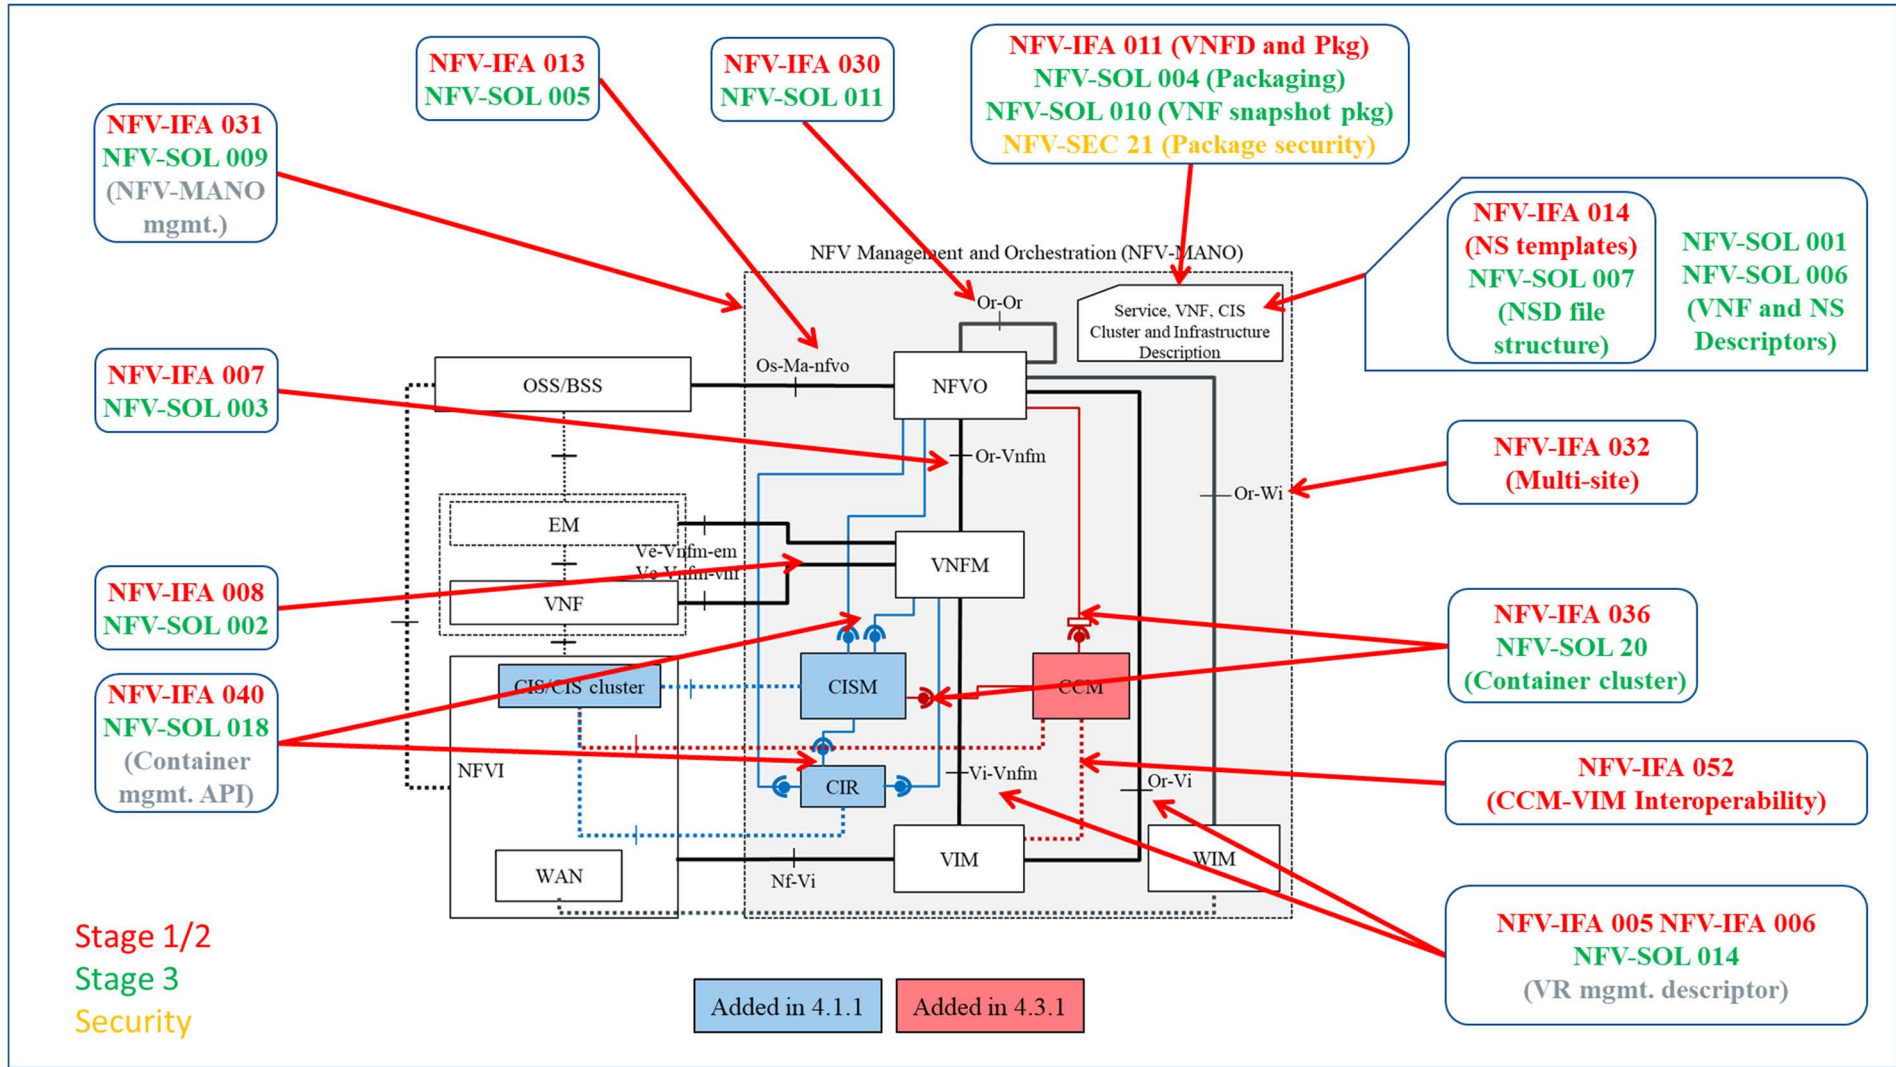 NFV-IFA 013
NFV-SOL 005
NFV-IFA 030
NFV-SOL 011
NFV-IFA 011 (VNFD and Pkg)
NFV-SOL 004 (Packaging)
NFV-SOL 010 (VNF snapshot pkg)
NFV-SEC 21 (Package security)
NFV-IFA 031
NFV-SOL 009
(NFV-MANO
mgmt.)
NFV-IFA 014
(NS templates)
NFV-SOL 007
(NSD file
structure)
NFV-SOL 001
NFV-SOL 006
(VNF and NS
Descriptors)
NFV Management and Orchestration (NFV-MANO)
Or-Or
Service, VNF, CIS
Cluster and Infrastructure
Description
NFV-IFA 007
NFV-SOL 003
OSS/BSS
Os-Ma-nfvo
NFVO
Or-Vnfm
NFV-IFA 032
(Multi-site)
Or-Wi
EM
Ve-Vnfm-em
Ve-Vnfm-vnf
VNFM
VNF
NFV-IFA 008
NFV-SOL 002
NFV-IFA 036
NFV-SOL 20
(Container cluster)
NFV-IFA 040
NFV-SOL 018
(Container
mgmt. API)
CIS/CIS cluster
CISM
CCM
NFVI
CIR
Vi-Vnfm
Or-Vi
NFV-IFA 052
(CCM-VIM Interoperability)
WAN
Nf-Vi
VIM
WIM
NFV-IFA 005 NFV-IFA 006
NFV-SOL 014
(VR mgmt. descriptor)
Stage 1/2
Stage 3
Security
Added in 4.1.1
Added in 4.3.1